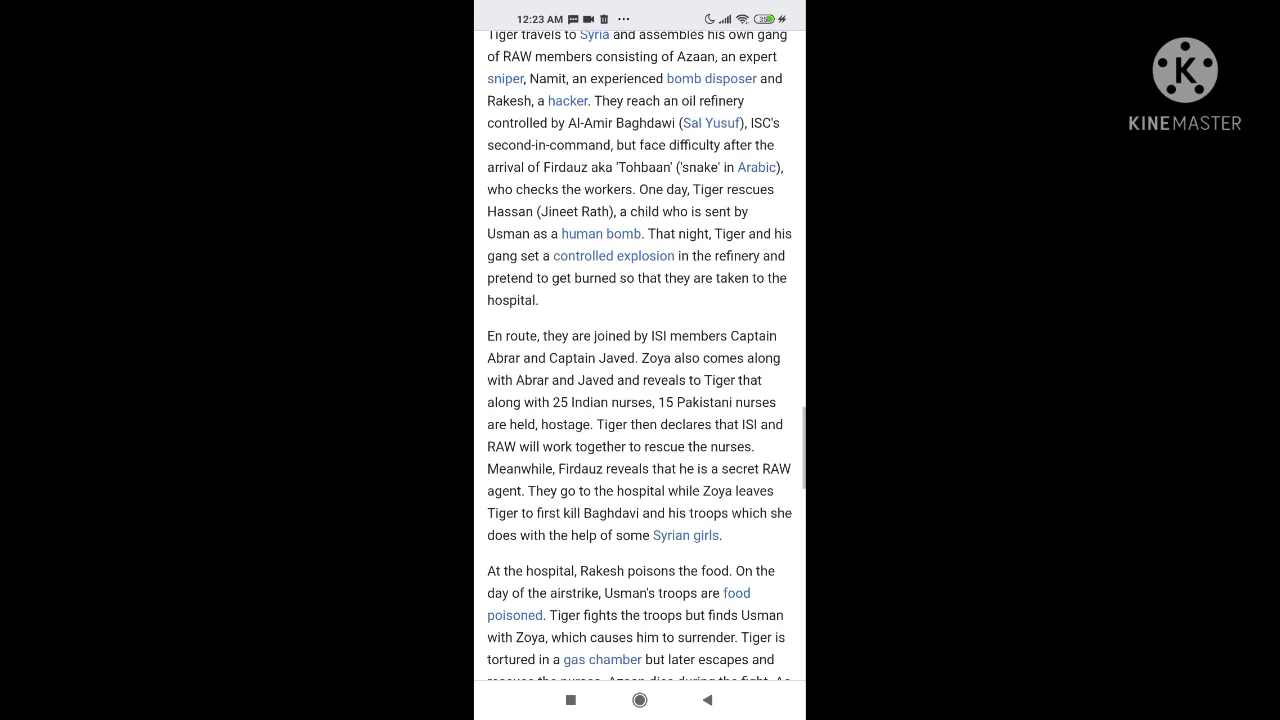 12:23 AM
35
Tiger travels to Syria and assembles his own gang
of RAW members consisting of Azaan, an expert
sniper, Namit, an experienced bomb disposer and
Rakesh, a hacker. They reach an oil refinery
controlled by Al-Amir Baghdawi (Sal Yusuf), ISC's
second-in-command, but face difficulty after the
arrival of Firdauz aka 'Tohbaan' ('snake' in Arabic),
who checks the workers. One day, Tiger rescues
Hassan (Jineet Rath), a child who is sent by
Usman as a human bomb. That night, Tiger and his
gang set a controlled explosion in the refinery and
pretend to get burned so that they are taken to the
hospital.
En route, they are joined by ISI members Captain
Abrar and Captain Javed. Zoya also comes along
with Abrar and Javed and reveals to Tiger that
along with 25 Indian nurses, 15 Pakistani nurses
are held, hostage. Tiger then declares that ISI and
RAW will work together to rescue the nurses.
Meanwhile, Firdauz reveals that he is a secret RAW
agent. They go to the hospital while Zoya leaves
Tiger to first kill Baghdavi and his troops which she
does with the help of some Syrian girls.
At the hospital, Rakesh poisons the food. On the
day of the airstrike, Usman's troops are food
poisoned. Tiger fights the troops but finds Usman
with Zoya, which causes him to surrender. Tiger is
tortured in a gas chamber but later escapes and
rescues the nurses. Azaan dies during the fight. As
K
KINEMASTER